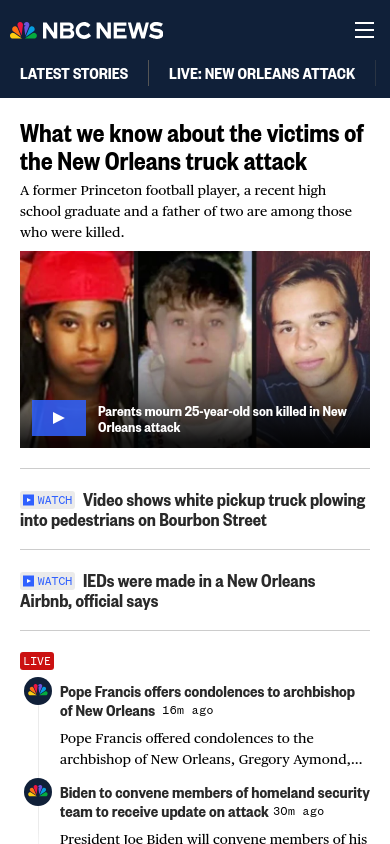 NBC NEWS
LATEST STORIES
LIVE: NEW ORLEANS ATTACK
What we know about the victims of
the New Orleans truck attack
A former Princeton football player, a recent high
school graduate and a father of two are among those
who were killed.
Parents mourn 25-year-old son killed in New
Orleans attack
WATCH Video shows white pickup truck plowing
into pedestrians on Bourbon Street
WATCH IEDs were made in a New Orleans
Airbnb, official says
LIVE
Pope Francis offers condolences to archbishop
of New Orleans 16m ago
Pope Francis offered condolences to the
archbishop of New Orleans, Gregory Aymond,...
Biden to convene members of homeland security
team to receive update on attack 30m ago
President Joe Biden will convene members of his